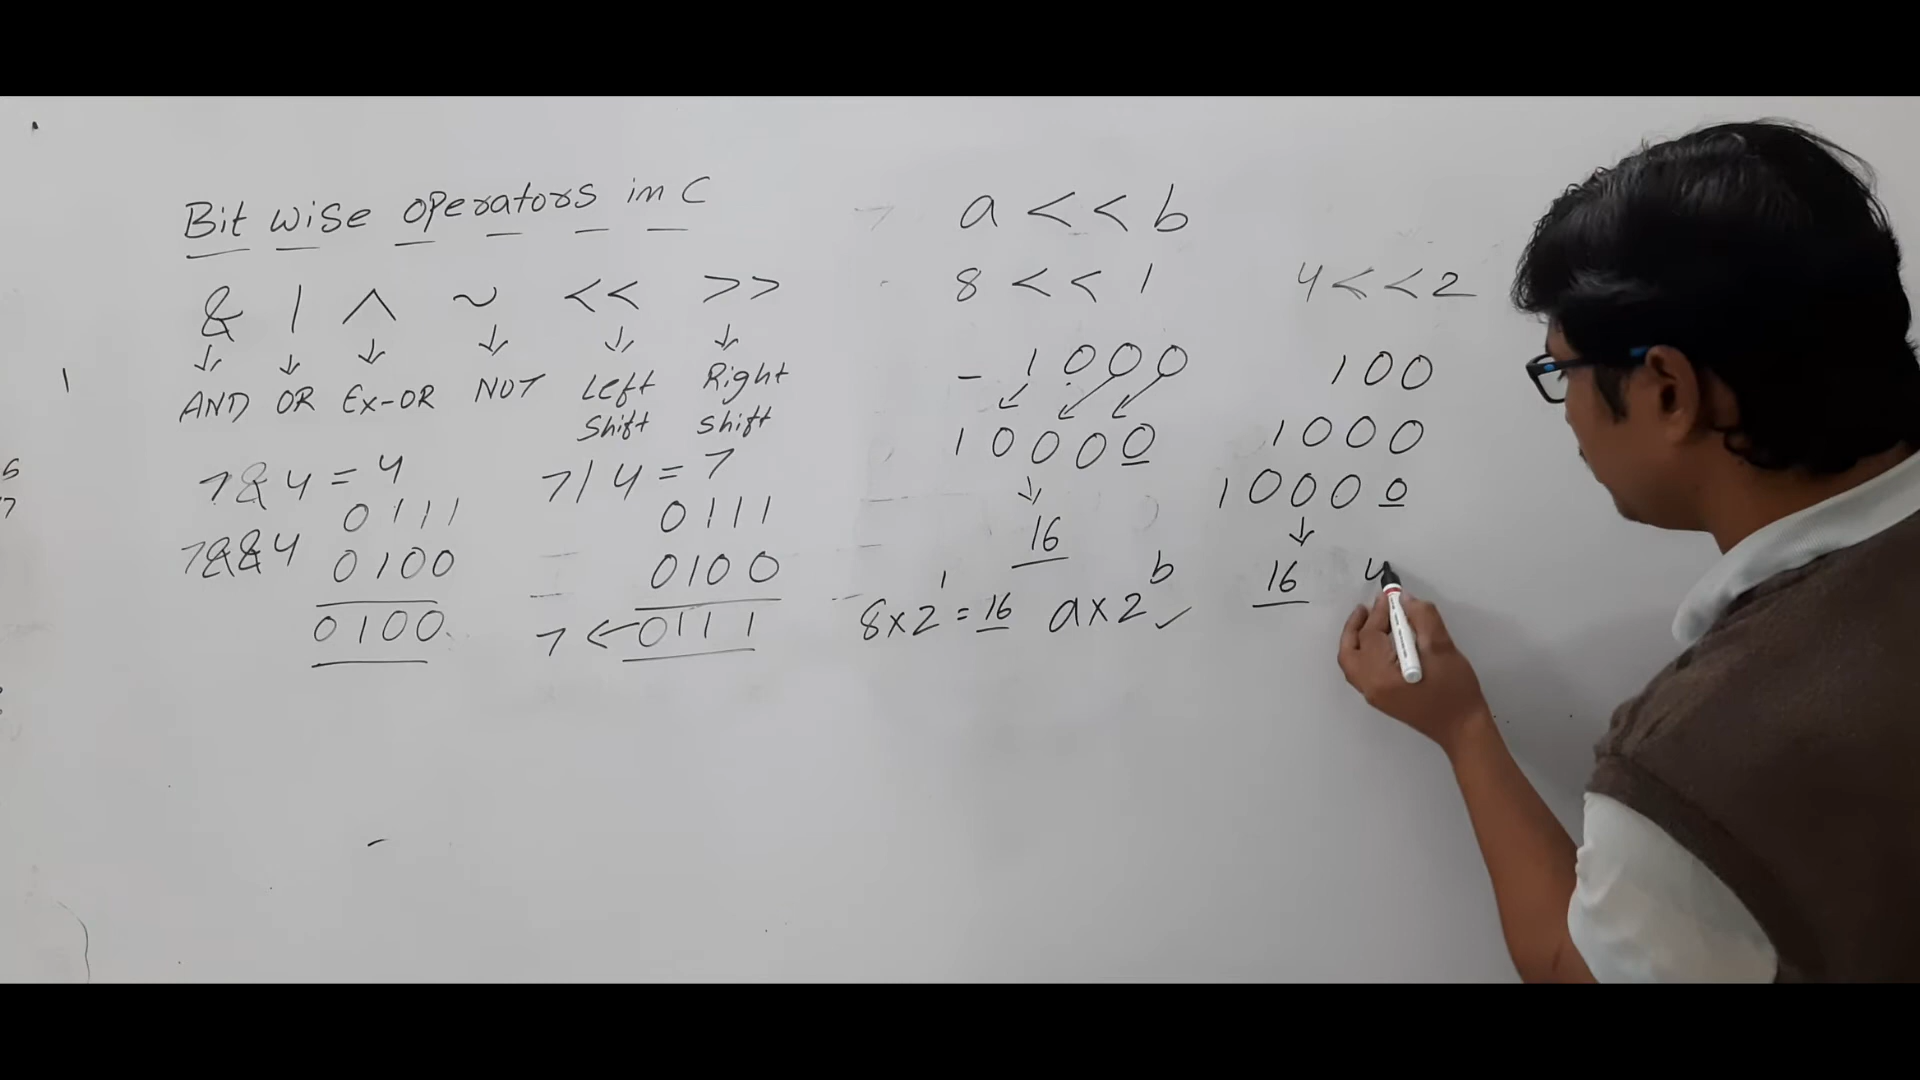 Bit wise operators in C
& | ^ ~ << >>
↓ ↓ ↓ ↓ ↓ ↓
AND OR Ex-OR NOT Left Shift Right Shift
7 & 4 = 4
0111
7&&4 0100
0100
7 | 4 = 7
0111
0100
7 ← 0111
a << b
8 << 1
1000
10000
↓
16
8 x 2¹ = 16 a x 2ᵇ ✓
4 << 2
100
1000
10000
↓
16 4